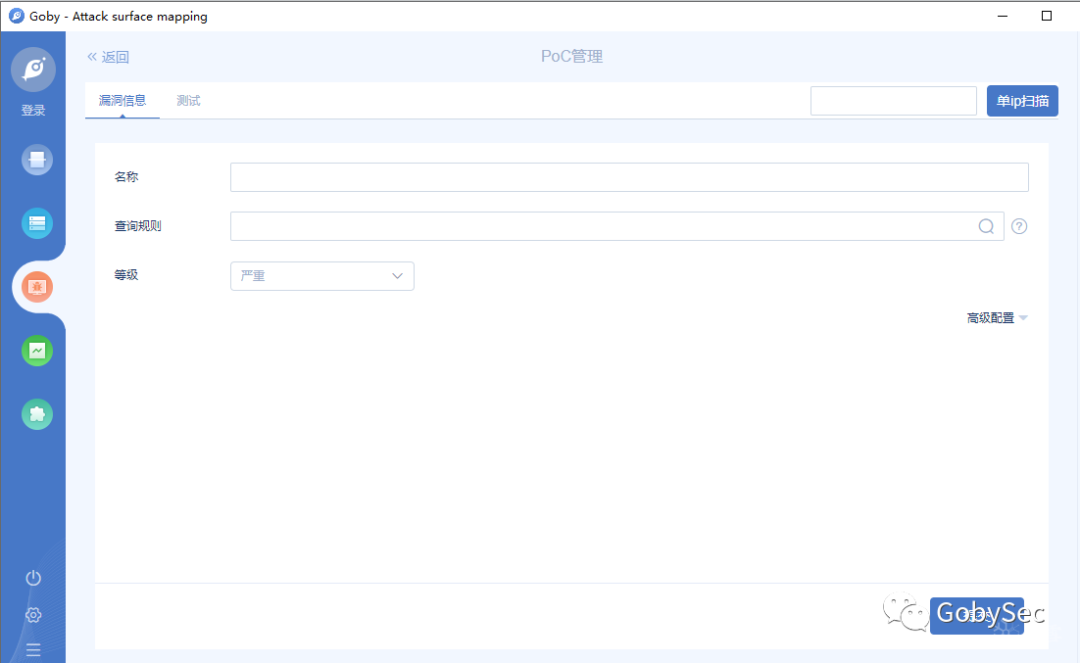 Goby - Attack surface mapping
登录
« 返回
PoC管理
漏洞信息
测试
单ip扫描
名称
查询规则
?
等级
严重
高级配置
GobySec